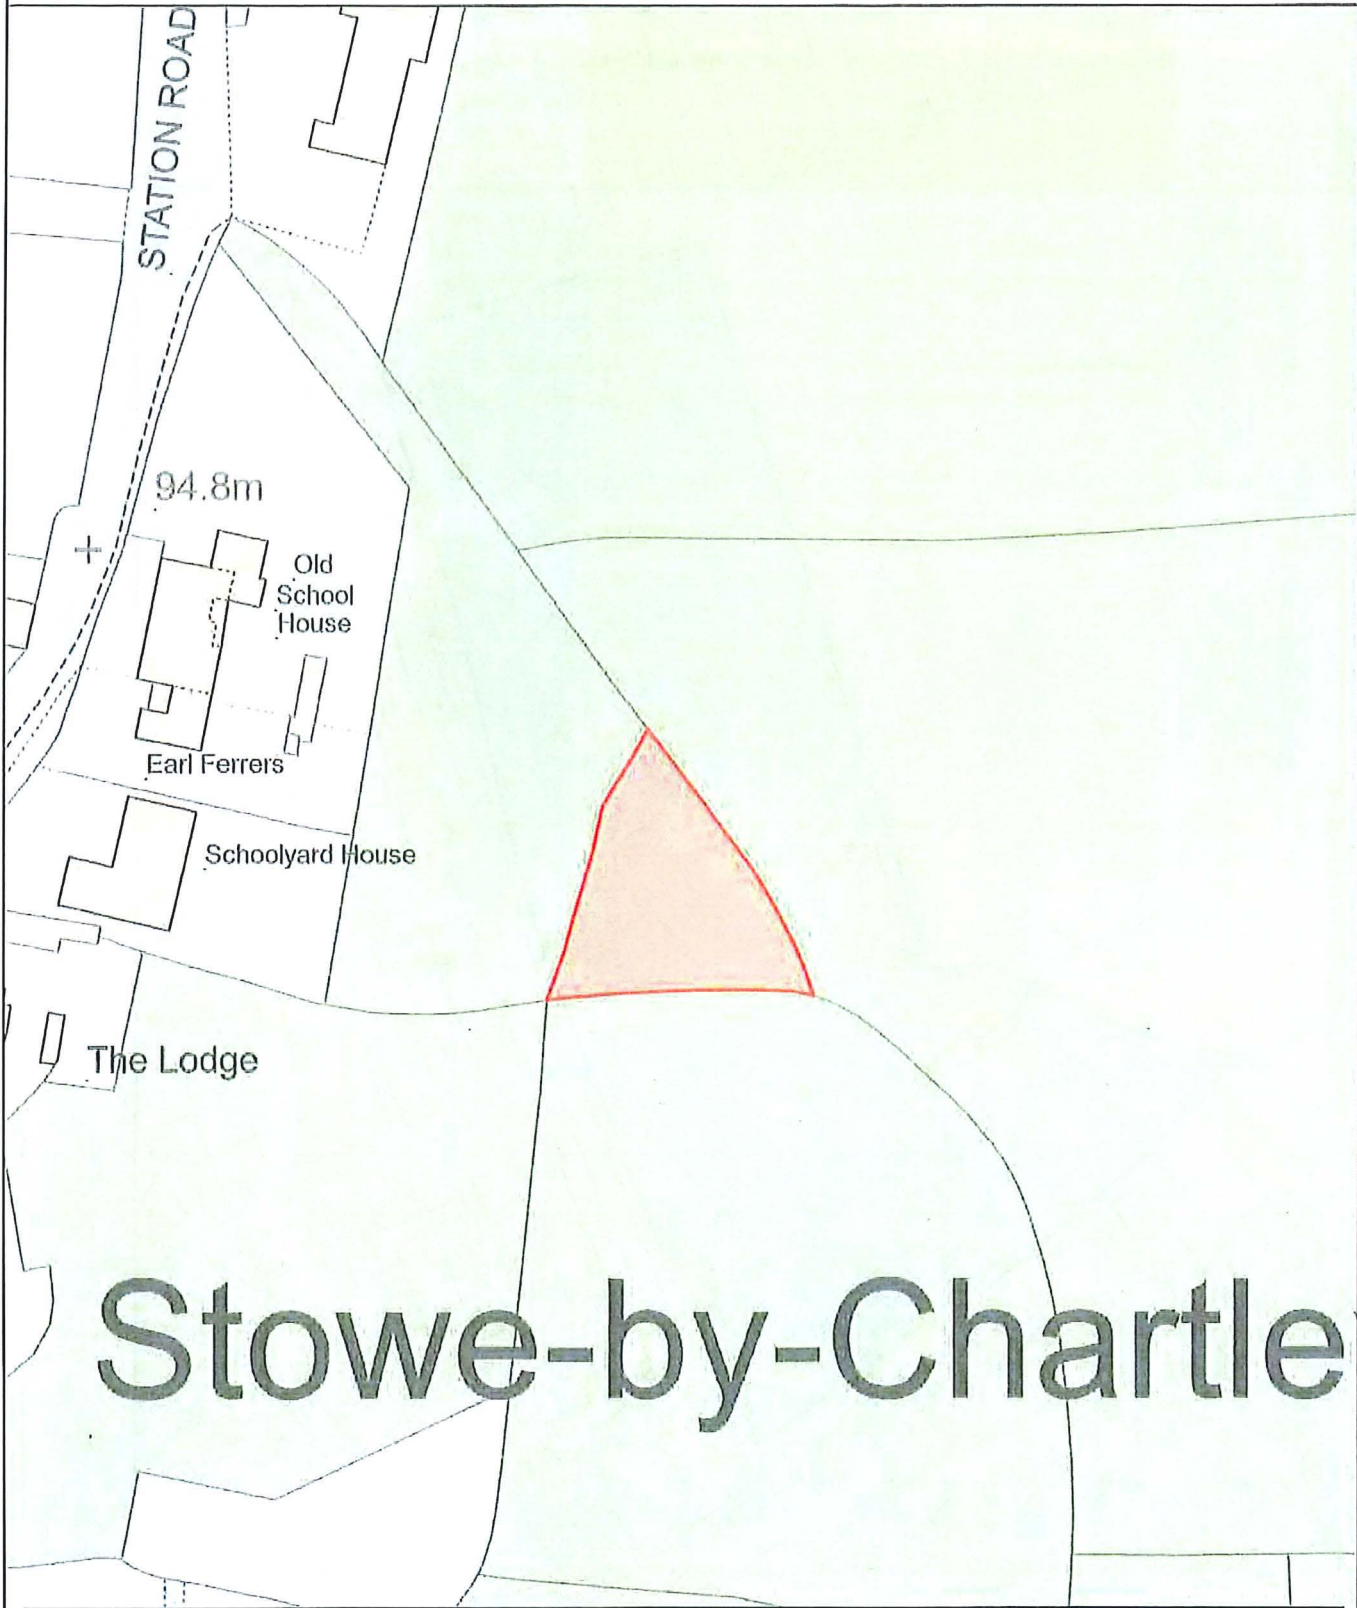 STATION ROAD
94.8m
Old
School
House
Earl Ferrers
Schoolyard House
The Lodge
Stowe-by-Chartle